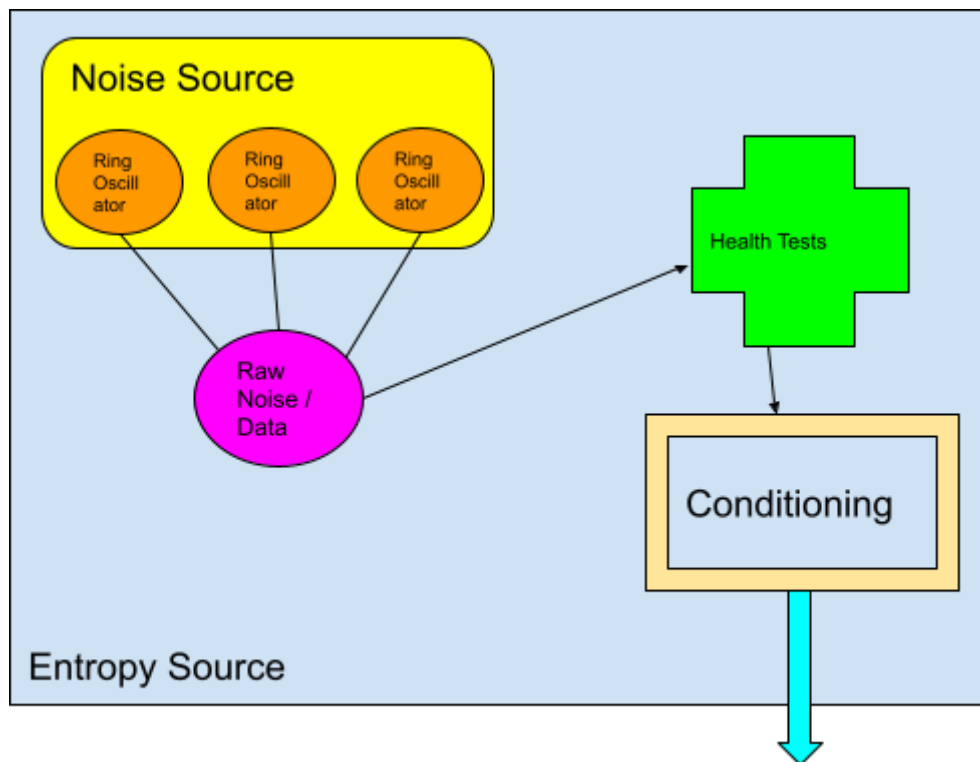 Noise Source
Ring
Oscill
ator
Ring
Oscill
ator
Ring
Oscill
ator
Health Tests
Raw
Noise /
Data
Conditioning
Entropy Source